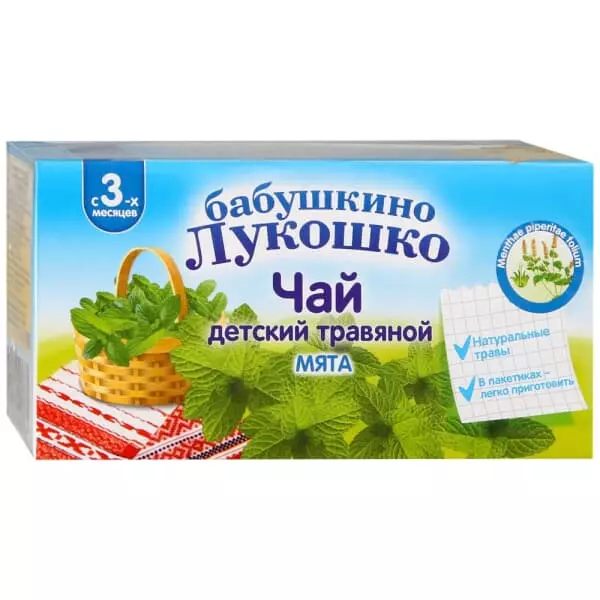 с 3-х
месяцев
бабушкино
Лукошко
Чай
детский травяной
мята
Menthae piperitae folium
Натуральные
травы
В пакетиках –
легко приготовить